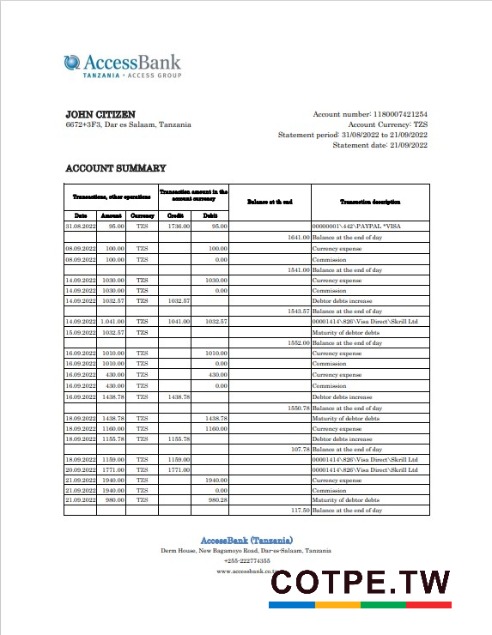 AccessBank
TANZANIA • ACCESS GROUP
JOHN CITIZEN
6672+3F3, Dar es Salaam, Tanzania
Account number: 1180007421254
Account Currency: TZS
Statement period: 31/08/2022 to 21/09/2022
Statement date: 21/09/2022
ACCOUNT SUMMARY
Transactions, other operations Transaction amount in the account currency Balance at th end Transaction description
Date Amount Currency Credit Debit
31.08.2022 95.00 TZS 1736.00 95.00 00000001\442\PAYPAL *VISA
1641.00 Balance at the end of day
08.09.2022 100.00 TZS 100.00 Currency expense
08.09.2022 100.00 TZS 0.00 Commission
1541.00 Balance at the end of day
14.09.2022 1030.00 TZS 1030.00 Currency expense
14.09.2022 1030.00 TZS 0.00 Commission
14.09.2022 1032.57 TZS 1032.57 Debtor debts increase
1543.57 Balance at the end of day
14.09.2022 1.041.00 TZS 1041.00 1032.57 00001414\826\Visa Direct\Skrill Ltd
15.09.2022 1032.57 TZS Maturity of debtor debts
1552.00 Balance at the end of day
16.09.2022 1010.00 TZS 1010.00 Currency expense
16.09.2022 1010.00 TZS 0.00 Commission
16.09.2022 430.00 TZS 430.00 Currency expense
16.09.2022 430.00 TZS 0.00 Commission
16.09.2022 1438.78 TZS 1438.78 Debtor debts increase
1550.78 Balance at the end of day
18.09.2022 1438.78 TZS 1438.78 Maturity of debtor debts
18.09.2022 1160.00 TZS 1160.00 Currency expense
18.09.2022 1155.78 TZS 1155.78 Debtor debts increase
107.78 Balance at the end of day
18.09.2022 1159.00 TZS 1159.00 00001414\826\Visa Direct\Skrill Ltd
20.09.2022 1771.00 TZS 1771.00 00001414\826\Visa Direct\Skrill Ltd
21.09.2022 1940.00 TZS 1940.00 Currency expense
21.09.2022 1940.00 TZS 0.00 Commission
21.09.2022 980.00 TZS 980.28 Maturity of debtor debts
117.50 Balance at the end of day
AccessBank (Tanzania)
Derm House, New Bagamoyo Road, Dar-es-Salaam, Tanzania
+255-222774355
www.accessbank.co.tz
COTPE.TW